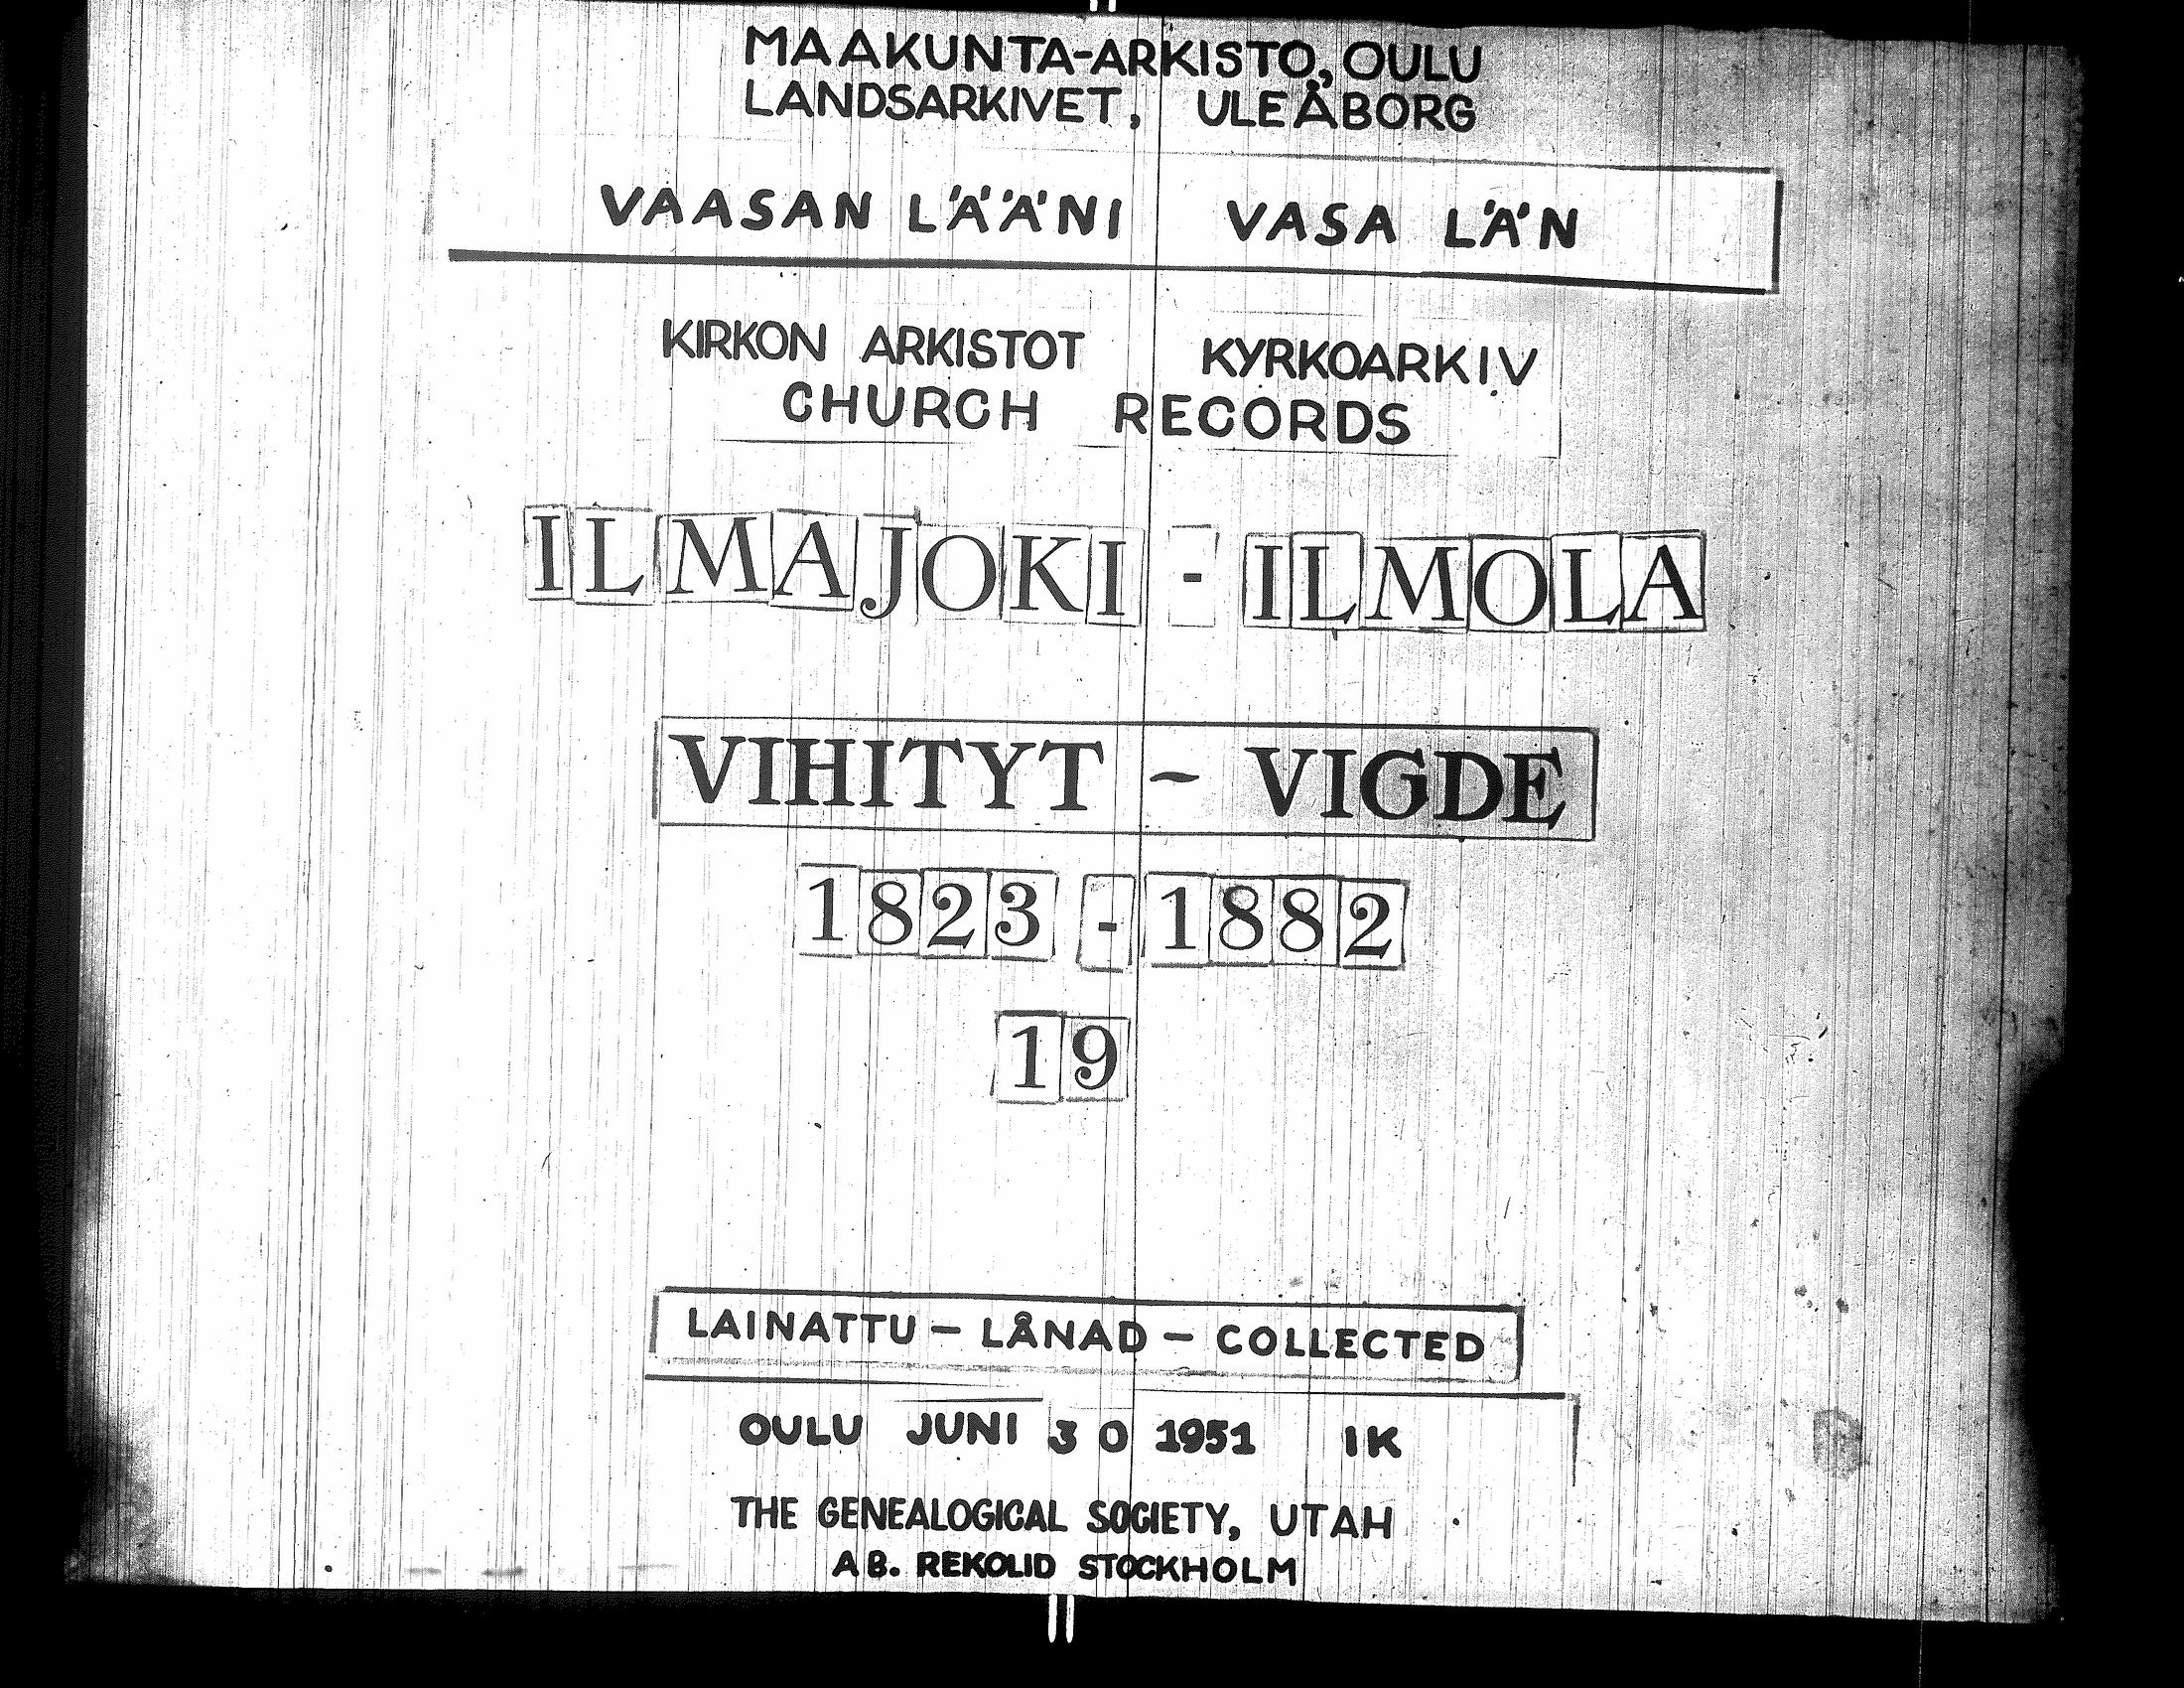 MAAKUNTA-ARKISTO, OULU
LANDSARKIVET, ULEÅBORG
VAASAN LÄÄNI VASA LÄN
KIRKON ARKISTOT KYRKOARKIV
CHURCH RECORDS
ILMAJOKI - ILMOLA
VIHITYT - VIGDE
1823 - 1882
19
LAINATTU - LÅNAD - COLLECTED
OULU JUNI 30 1951 IK
THE GENEALOGICAL SOCIETY, UTAH
AB. REKOLID STOCKHOLM